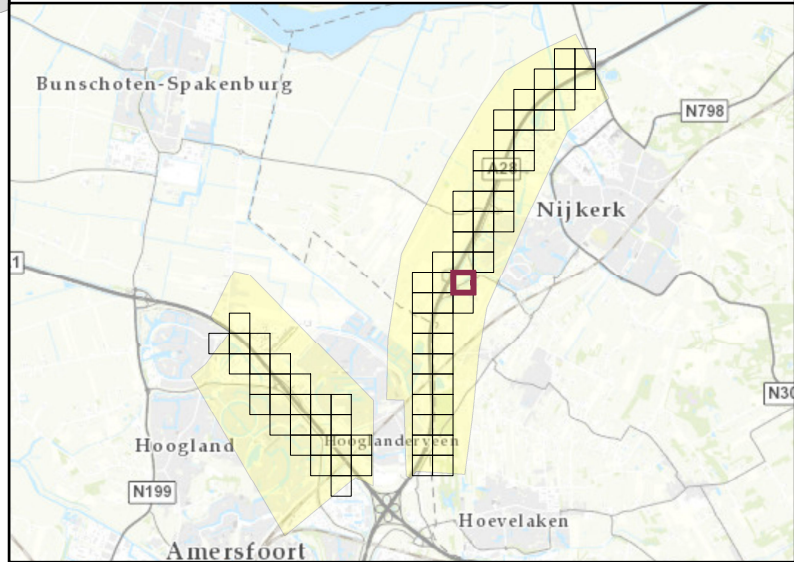 Bunschoten-Spakenburg
N798
A28
Nijkerk
1
N30
Hoogland
Hooglanderveen
N199
Hoevelaken
Amersfoort